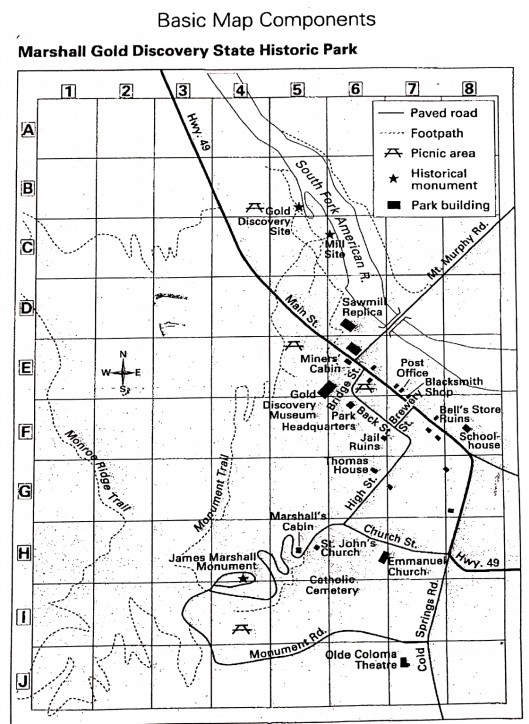 Basic Map Components
Marshall Gold Discovery State Historic Park
1 2 3 4 5 6 7 8
A
B
C
D
E
F
G
H
I
J
Paved road
Footpath
Picnic area
Historical
monument
Park building
Hwy. 49
South Fork American R.
Gold
Discovery
Site
Mill
Site
Mt. Murphy Rd.
Main St.
Sawmill
Replica
N
W E
S
Miners'
Cabin
Bridge St.
Post
Office
Blacksmith
Shop
Gold
Discovery
Museum
Park
Headquarters
Back St.
Brewery
St.
Bell's Store
Ruins
School-
house
Jail
Ruins
Thomas
House
Monroe Ridge Trail
Monument Trail
High St.
Marshall's
Cabin
Church St.
St. John's
Church
James Marshall
Monument
Emmanuel
Church
Hwy. 49
Catholic
Cemetery
Monument Rd.
Cold Springs Rd.
Olde Coloma
Theatre